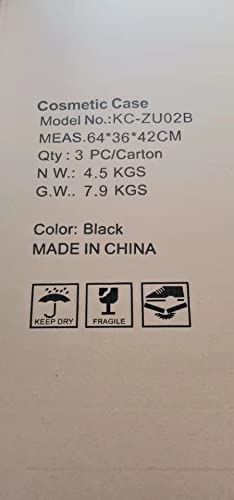 Cosmetic Case
Model No.:KC-ZU02B
MEAS.64*36*42CM
Qty : 3 PC/Carton
N W.: 4.5 KGS
G.W.. 7.9 KGS
Color: Black
MADE IN CHINA
KEEP DRY
FRAGILE